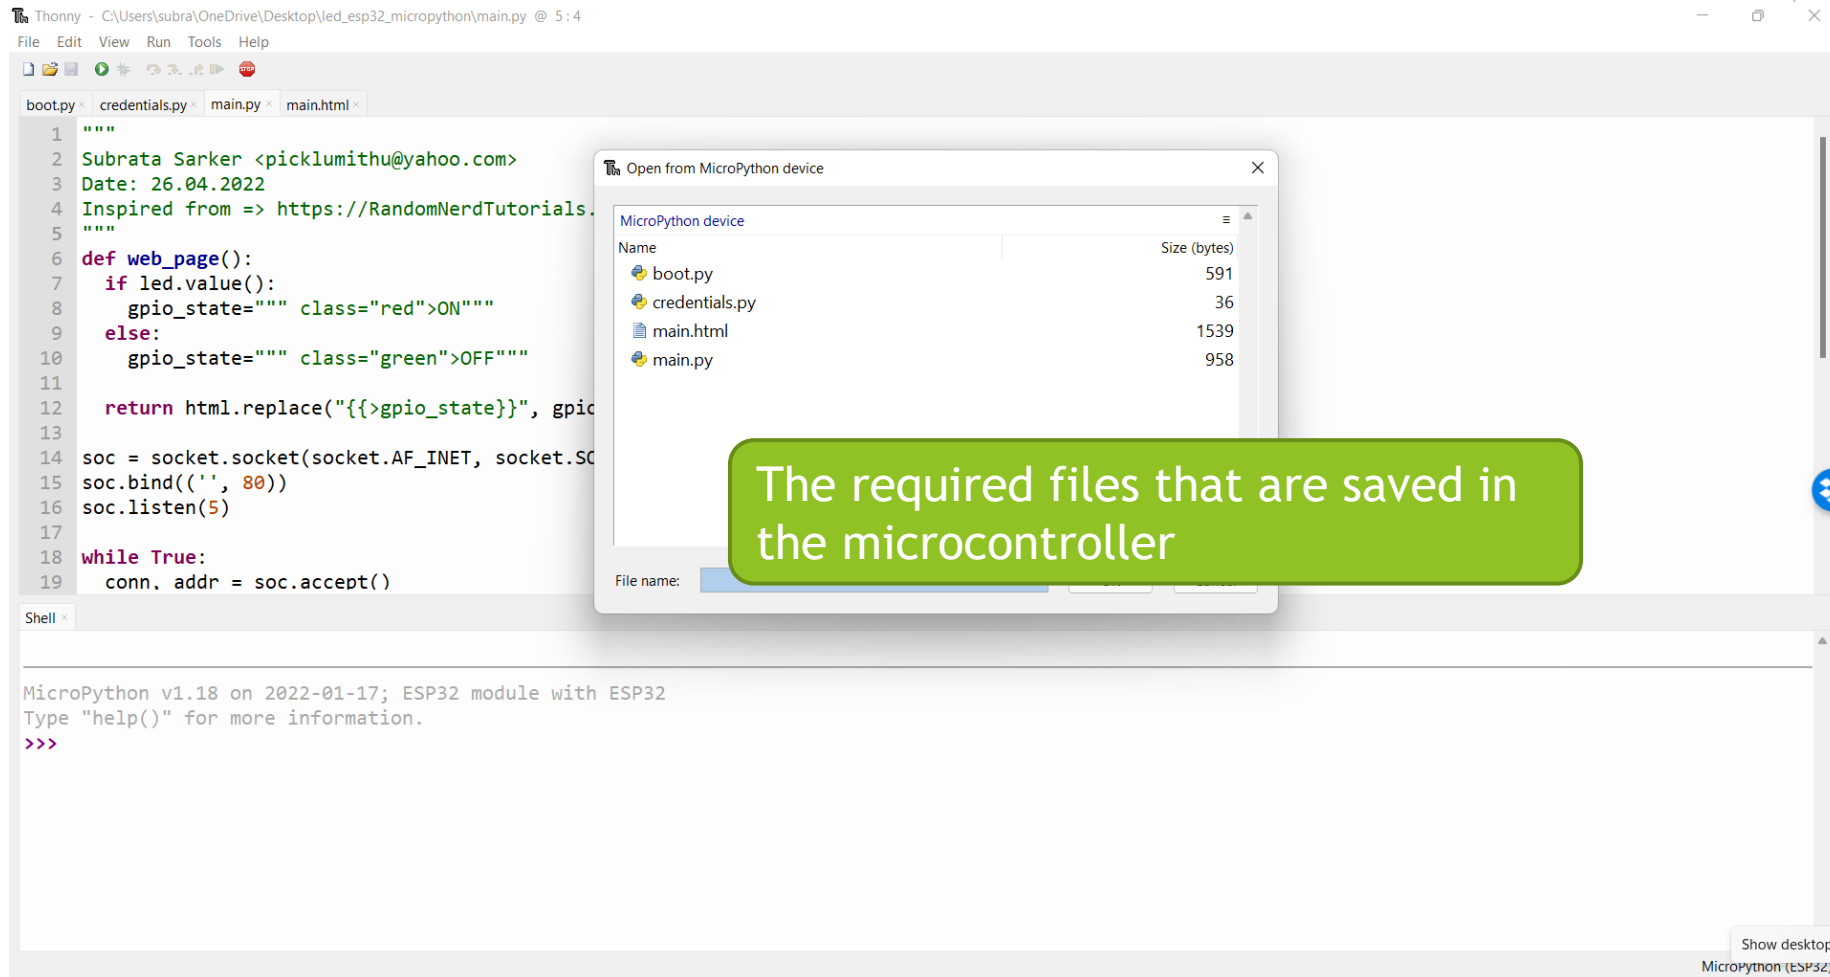 Thonny - C:\Users\subra\OneDrive\Desktop\led_esp32_micropython\main.py @ 5 : 4
File Edit View Run Tools Help
STOP
boot.py × credentials.py × main.py × main.html ×
1 """
2 Subrata Sarker <picklumithu@yahoo.com>
3 Date: 26.04.2022
4 Inspired from => https://RandomNerdTutorials.
5 """
6 def web_page():
7 if led.value():
8 gpio_state=""" class="red">ON"""
9 else:
10 gpio_state=""" class="green">OFF"""
11
12 return html.replace("{{>gpio_state}}", gpio
13
14 soc = socket.socket(socket.AF_INET, socket.SO
15 soc.bind(('', 80))
16 soc.listen(5)
17
18 while True:
19 conn, addr = soc.accept()
Open from MicroPython device
MicroPython device
Name Size (bytes)
boot.py 591
credentials.py 36
main.html 1539
main.py 958
The required files that are saved in
the microcontroller
File name:
Shell ×
MicroPython v1.18 on 2022-01-17; ESP32 module with ESP32
Type "help()" for more information.
>>>
Show desktop
MicroPython (ESP32)